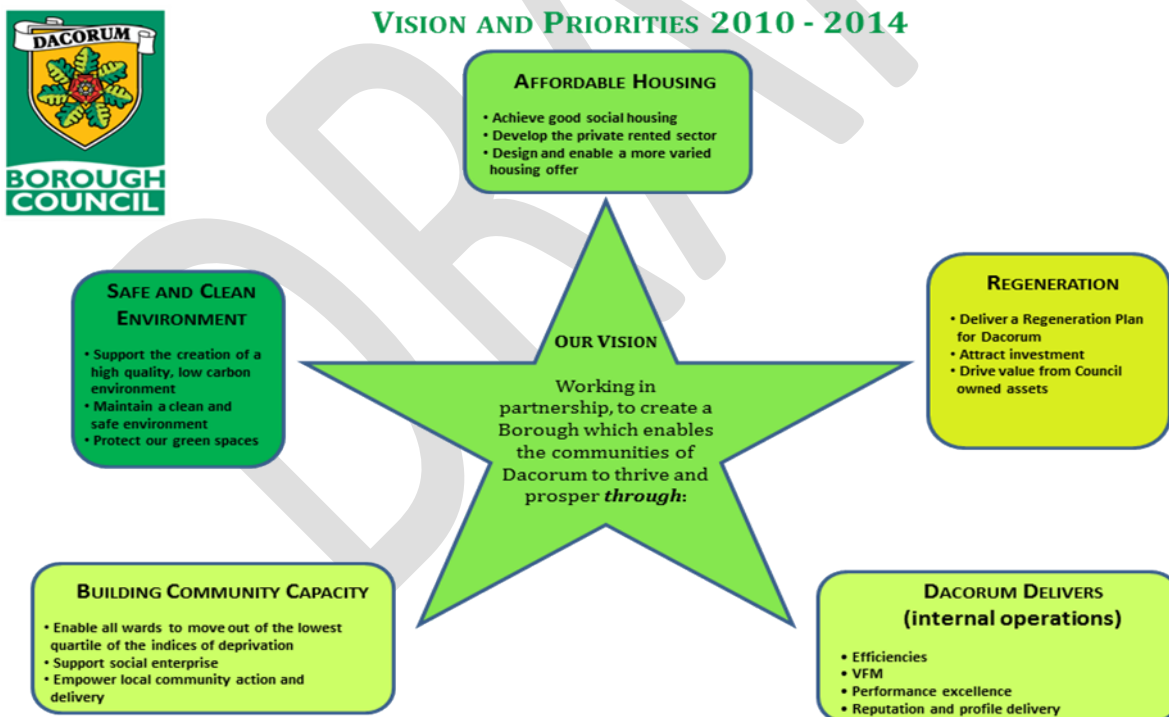 VISION AND PRIORITIES 2010 - 2014
DACORUM
BOROUGH
COUNCIL
AFFORDABLE HOUSING
• Achieve good social housing
• Develop the private rented sector
• Design and enable a more varied
housing offer
SAFE AND CLEAN
ENVIRONMENT
• Support the creation of a
high quality, low carbon
environment
• Maintain a clean and
safe environment
• Protect our green spaces
OUR VISION
Working in
partnership, to create a
Borough which enables
the communities of
Dacorum to thrive and
prosper through:
REGENERATION
• Deliver a Regeneration Plan
for Dacorum
• Attract investment
• Drive value from Council
owned assets
BUILDING COMMUNITY CAPACITY
• Enable all wards to move out of the lowest
quartile of the indices of deprivation
• Support social enterprise
• Empower local community action and
delivery
DACORUM DELIVERS
(internal operations)
• Efficiencies
• VFM
• Performance excellence
• Reputation and profile delivery